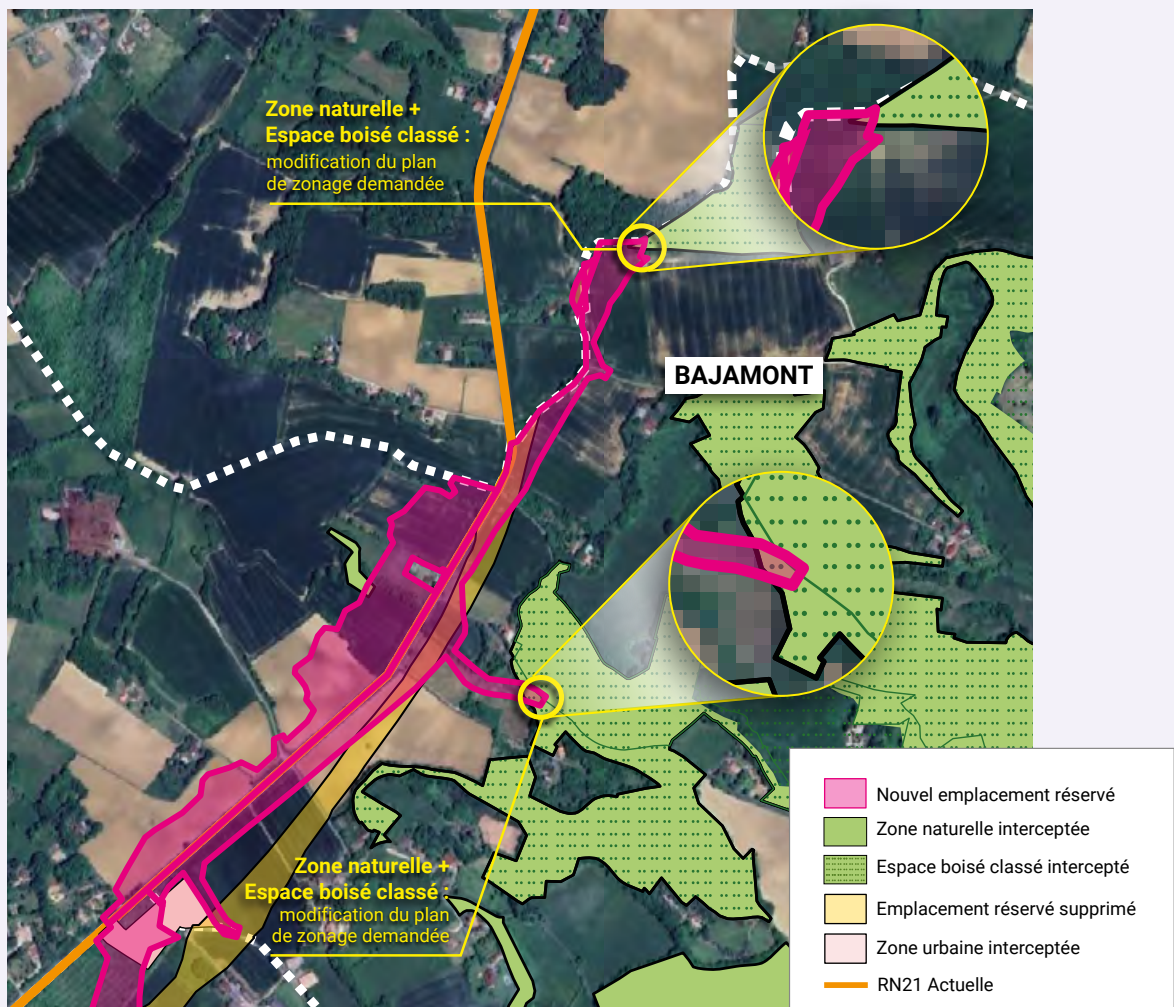 Zone naturelle +
Espace boisé classé :
modification du plan
de zonage demandée
BAJAMONT
Zone naturelle +
Espace boisé classé :
modification du plan
de zonage demandée
Nouvel emplacement réservé
Zone naturelle interceptée
Espace boisé classé intercepté
Emplacement réservé supprimé
Zone urbaine interceptée
RN21 Actuelle